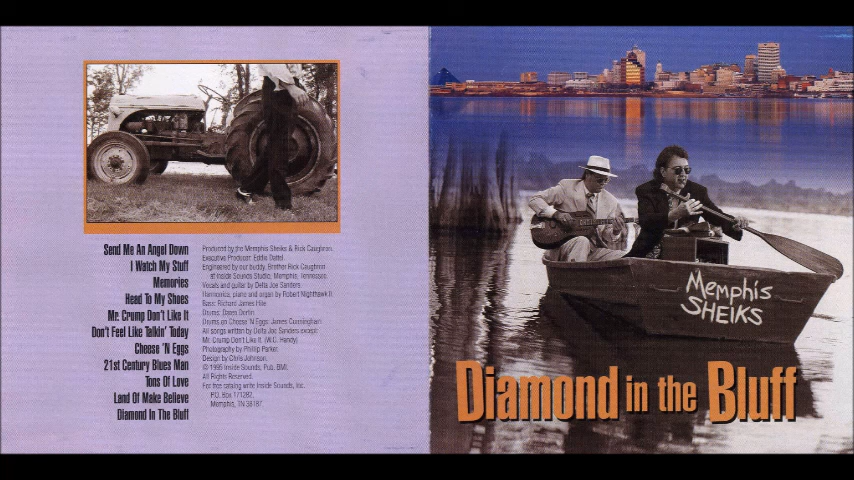 Send Me An Angel Down
I Watch My Stuff
Memories
Head To My Shoes
Mr. Crump Don't Like It
Don't Feel Like Talkin' Today
Choose 'N Eggs
21st Century Blues Man
Tons Of Love
Land Of Make Believe
Diamond In The Bluff
Produced by the Memphis Sheiks & Rick Caughron.
Executive Producer: Eddie Dattel.
Engineered by our buddy, Brother Rick Caughron
at Inside Sounds Studio, Memphis, Tennessee.
Vocals and guitar by Delta Joe Sanders.
Harmonica, piano and organ by Robert Nighthawk II.
Bass: Richard James Hite
Drums:
Drums on Choose 'N Eggs: James Cunningham
All songs written by Delta Joe Sanders except:
Mr. Crump Don't Like It. (W.C. Handy)
Photography by Phillip Parker.
Design by Chris Johnson.
Inside Sounds, Pub. BMI.
All Rights Reserved.
For free catalog write Inside Sounds, Inc.
P.O. Box 171282,
Memphis, TN 38187.
Memphis
SHEIKS
Diamond in the Bluff